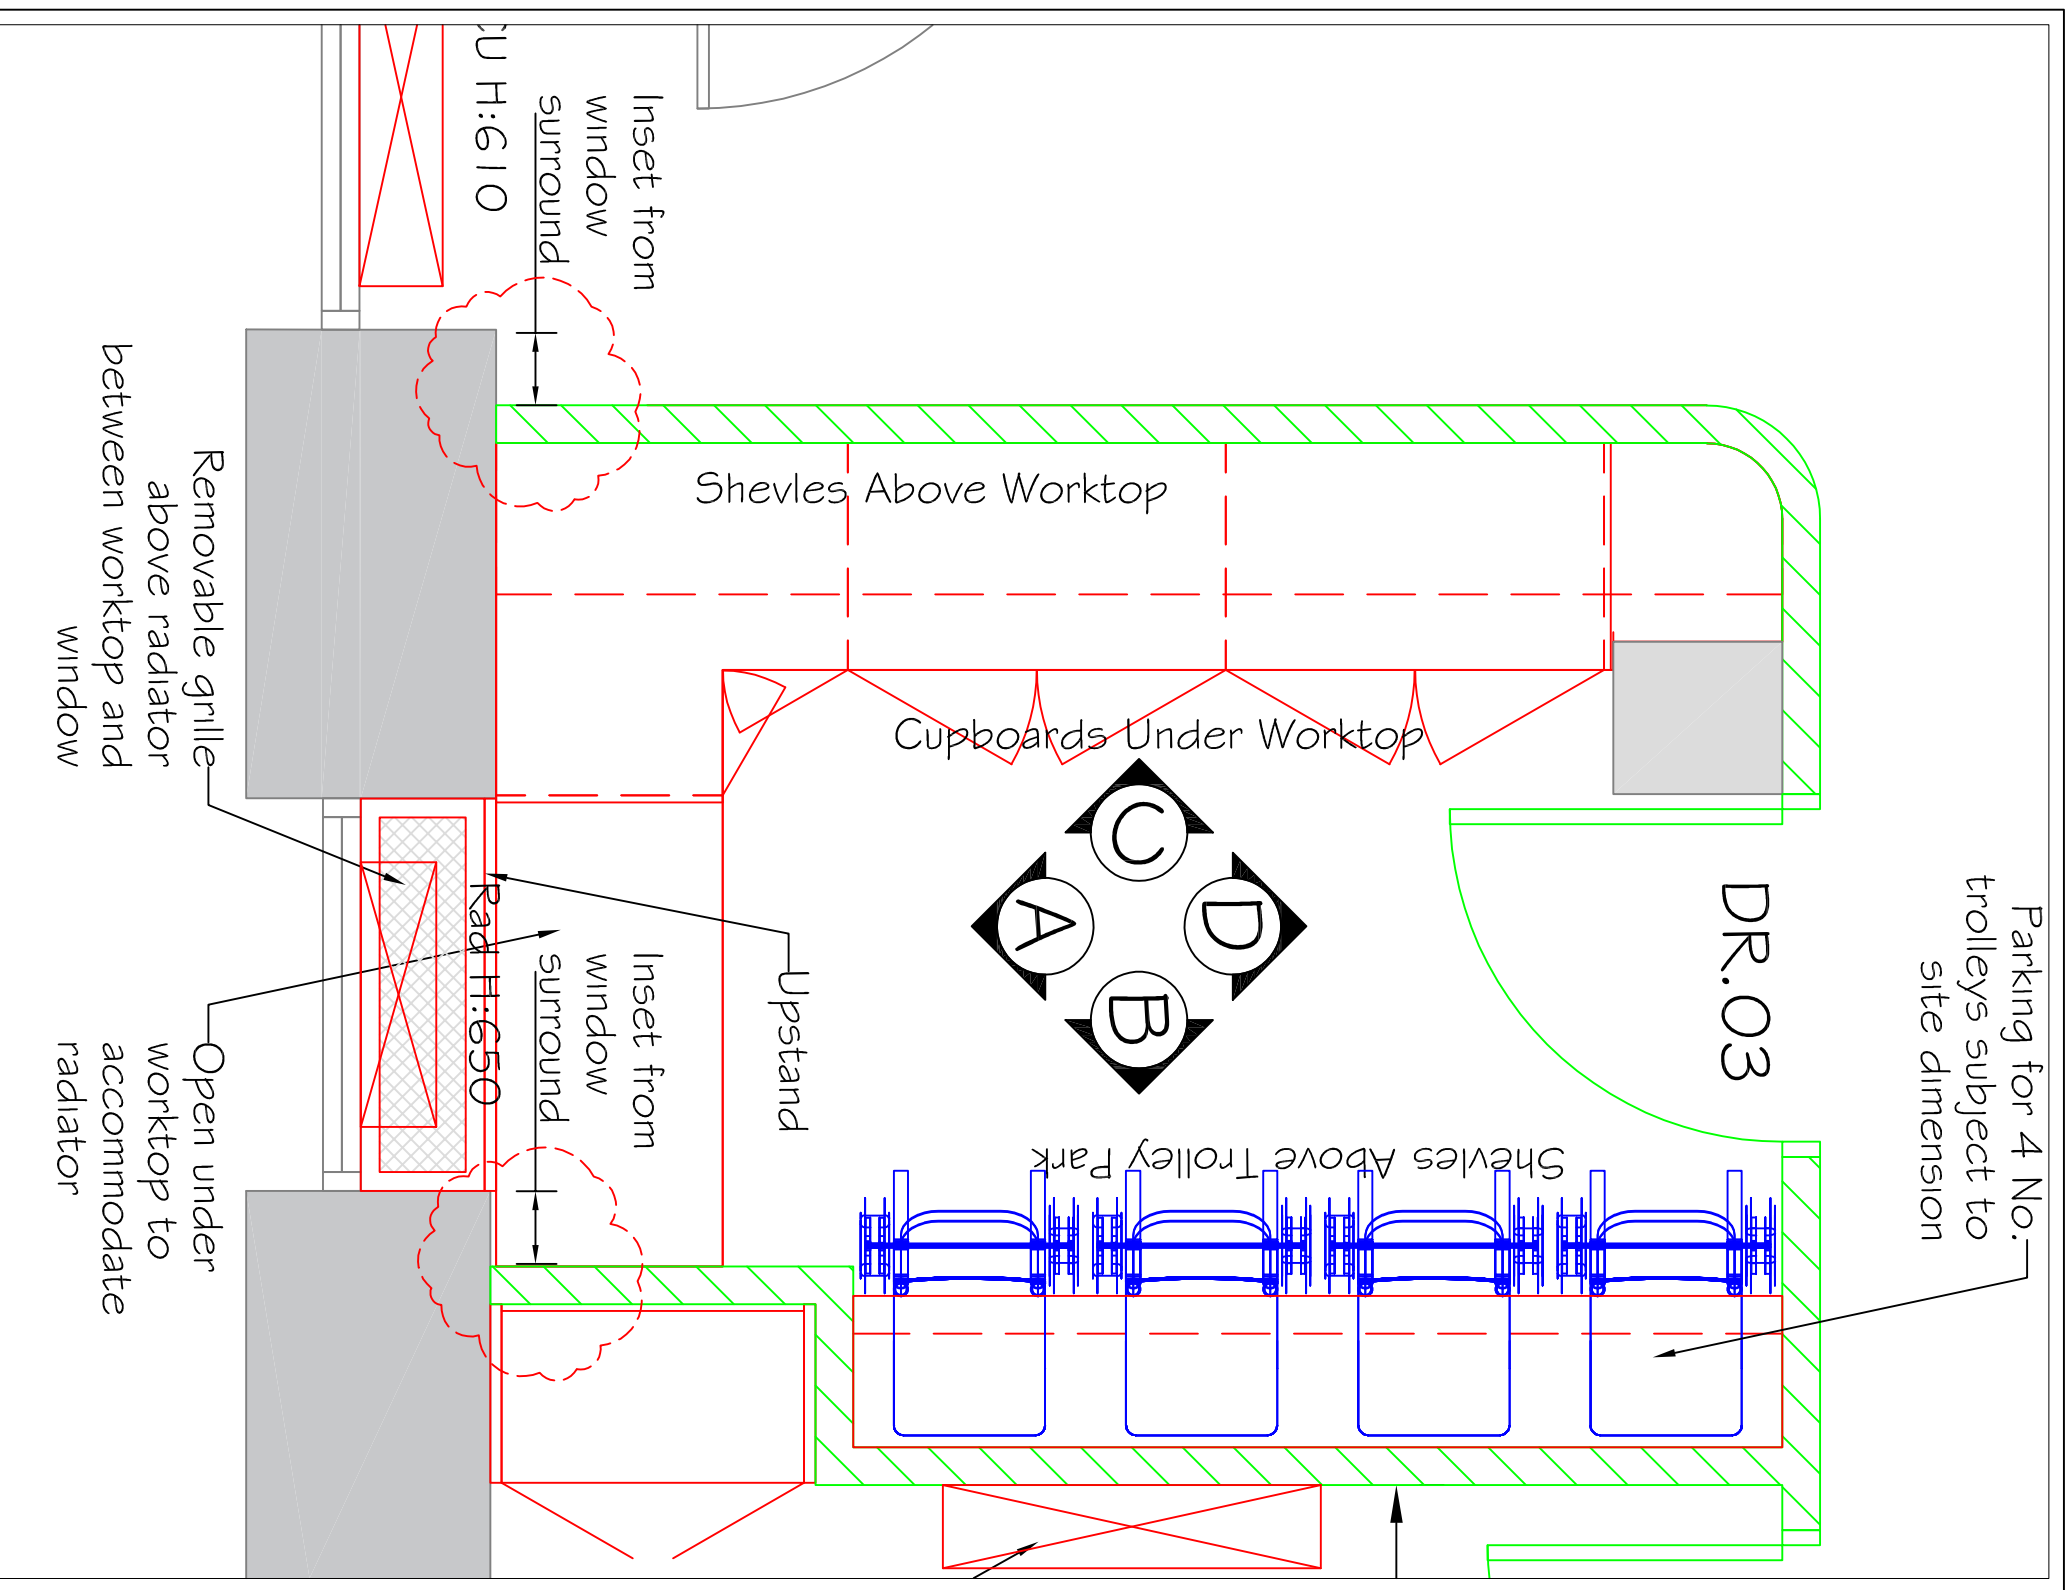 CU H:610
Inset from
window
surround
Shevles Above Worktop
Cupboards Under Worktop
Removable grille
above radiator
between worktop and
window
C
A
D
B
DR.03
Parking for 4 No.
trolleys subject to
site dimension
Rad H:650
Upstand
Inset from
window
surround
Open under
worktop to
accommodate
radiator
Shevles Above Trolley Park